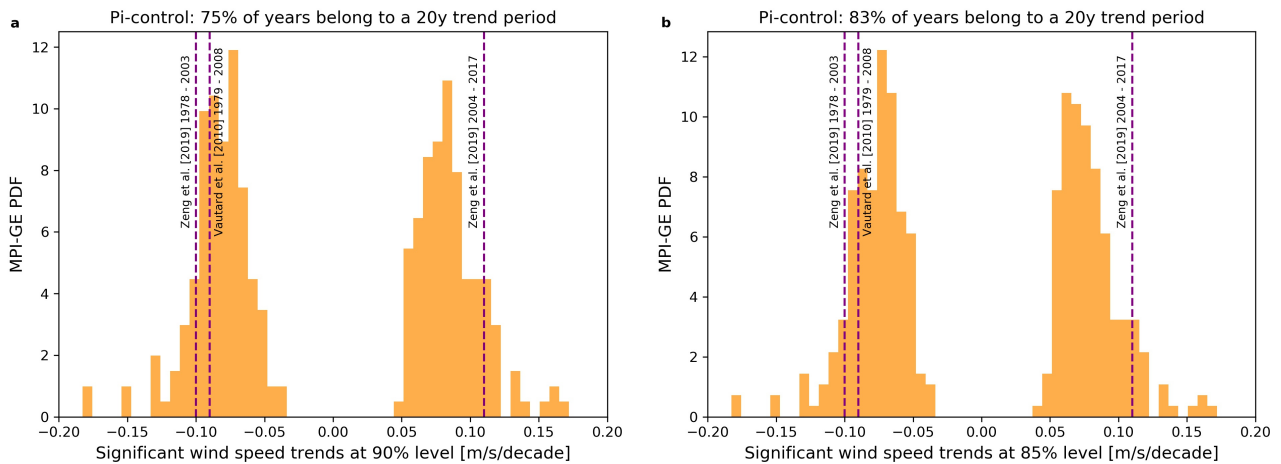 a
Pi-control: 75% of years belong to a 20y trend period
MPI-GE PDF
12
10
8
6
4
2
0
Zeng et al. [2019] 1978 - 2003
Vautard et al. [2010] 1979 - 2008
Zeng et al. [2019] 2004 - 2017
−0.20
−0.15
−0.10
−0.05
0.00
0.05
0.10
0.15
0.20
Significant wind speed trends at 90% level [m/s/decade]
b
Pi-control: 83% of years belong to a 20y trend period
MPI-GE PDF
12
10
8
6
4
2
0
Zeng et al. [2019] 1978 - 2003
Vautard et al. [2010] 1979 - 2008
Zeng et al. [2019] 2004 - 2017
−0.20
−0.15
−0.10
−0.05
0.00
0.05
0.10
0.15
0.20
Significant wind speed trends at 85% level [m/s/decade]